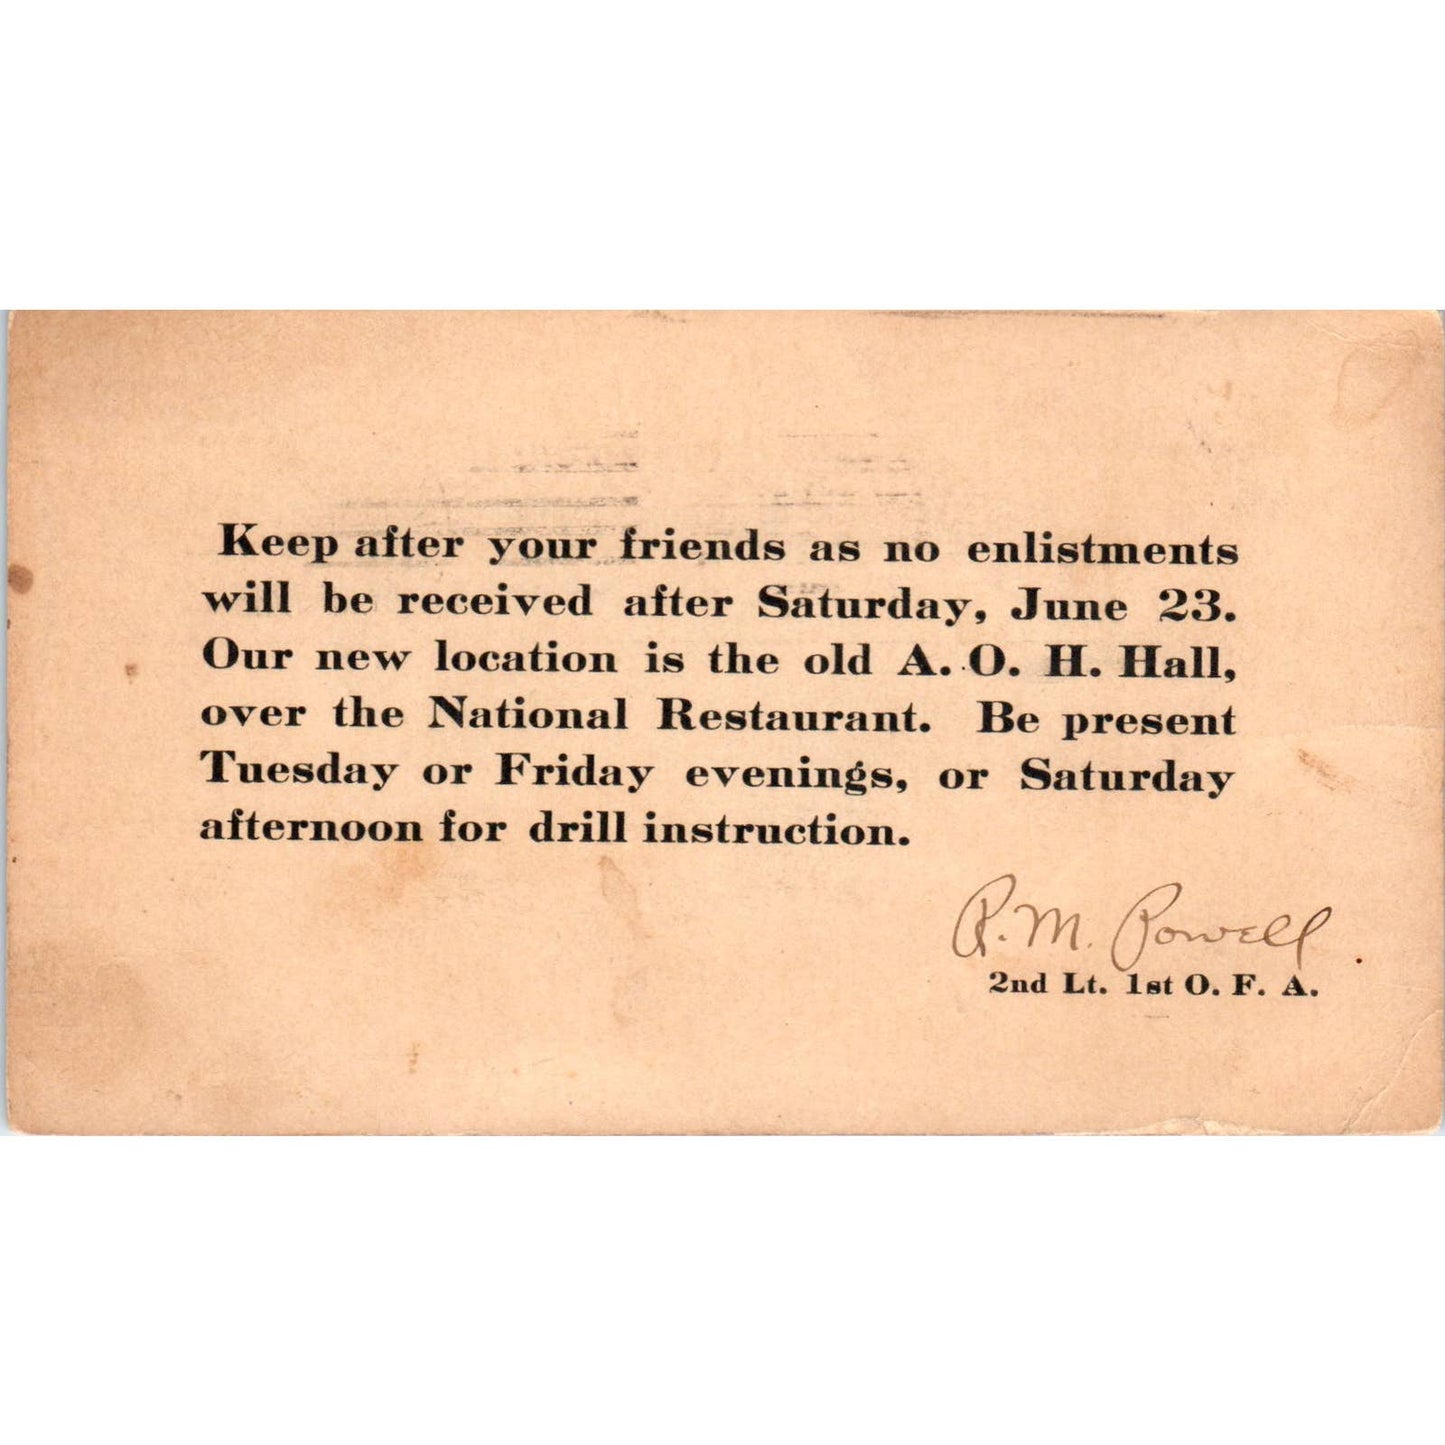 Keep after your friends as no enlistments
will be received after Saturday, June 23.
Our new location is the old A. O. H. Hall,
over the National Restaurant. Be present
Tuesday or Friday evenings, or Saturday
afternoon for drill instruction.
R. M. Powell
2nd Lt. 1st O. F. A.